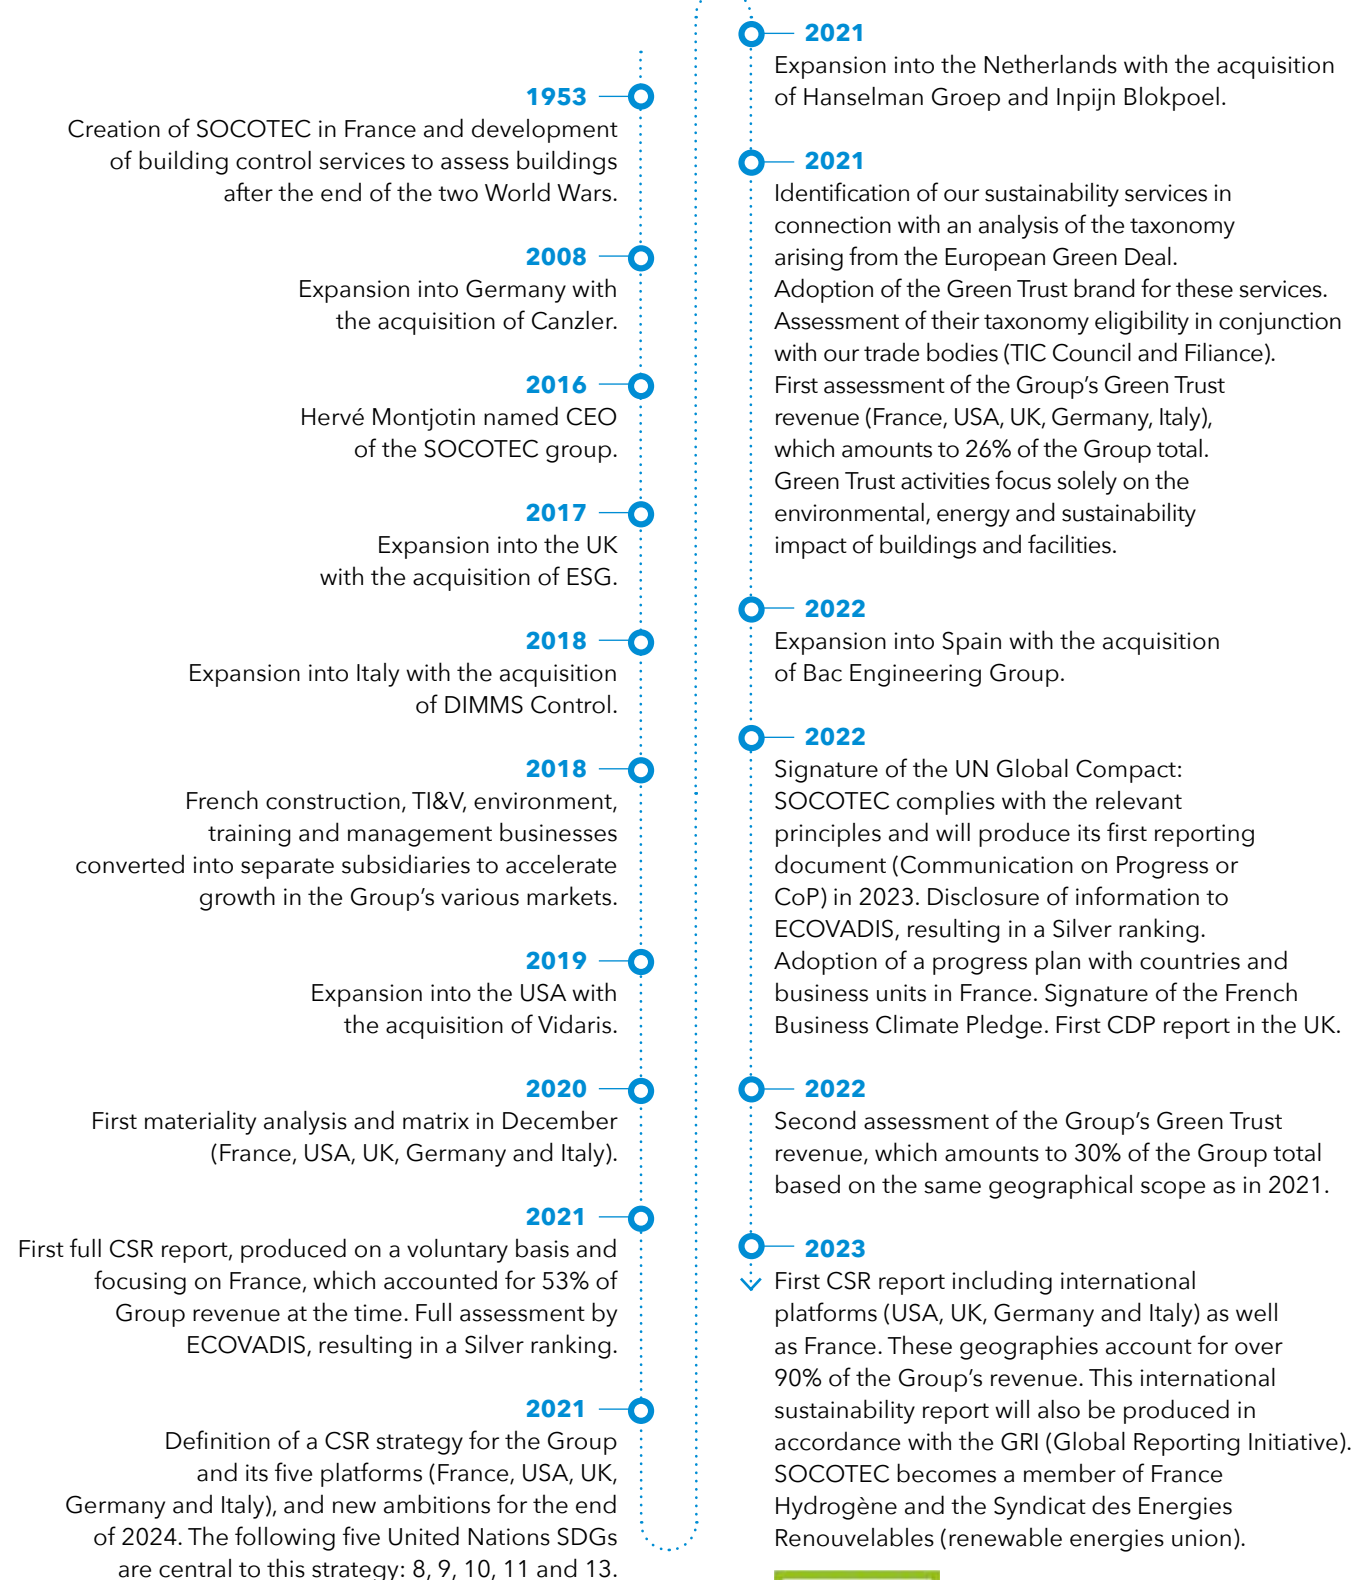 1953
Creation of SOCOTEC in France and development
of building control services to assess buildings
after the end of the two World Wars.
2008
Expansion into Germany with
the acquisition of Canzler.
2016
Hervé Montjotin named CEO
of the SOCOTEC group.
2017
Expansion into the UK
with the acquisition of ESG.
2018
Expansion into Italy with the acquisition
of DIMMS Control.
2018
French construction, TI&V, environment,
training and management businesses
converted into separate subsidiaries to accelerate
growth in the Group's various markets.
2019
Expansion into the USA with
the acquisition of Vidaris.
2020
First materiality analysis and matrix in December
(France, USA, UK, Germany and Italy).
2021
First full CSR report, produced on a voluntary basis and
focusing on France, which accounted for 53% of
Group revenue at the time. Full assessment by
ECOVADIS, resulting in a Silver ranking.
2021
Definition of a CSR strategy for the Group
and its five platforms (France, USA, UK,
Germany and Italy), and new ambitions for the end
of 2024. The following five United Nations SDGs
are central to this strategy: 8, 9, 10, 11 and 13.
2021
Expansion into the Netherlands with the acquisition
of Hanselman Groep and Inpijn Blokpoel.
2021
Identification of our sustainability services in
connection with an analysis of the taxonomy
arising from the European Green Deal.
Adoption of the Green Trust brand for these services.
Assessment of their taxonomy eligibility in conjunction
with our trade bodies (TIC Council and Filiance).
First assessment of the Group's Green Trust
revenue (France, USA, UK, Germany, Italy),
which amounts to 26% of the Group total.
Green Trust activities focus solely on the
environmental, energy and sustainability
impact of buildings and facilities.
2022
Expansion into Spain with the acquisition
of Bac Engineering Group.
2022
Signature of the UN Global Compact:
SOCOTEC complies with the relevant
principles and will produce its first reporting
document (Communication on Progress or
CoP) in 2023. Disclosure of information to
ECOVADIS, resulting in a Silver ranking.
Adoption of a progress plan with countries and
business units in France. Signature of the French
Business Climate Pledge. First CDP report in the UK.
2022
Second assessment of the Group's Green Trust
revenue, which amounts to 30% of the Group total
based on the same geographical scope as in 2021.
2023
First CSR report including international
platforms (USA, UK, Germany and Italy) as well
as France. These geographies account for over
90% of the Group's revenue. This international
sustainability report will also be produced in
accordance with the GRI (Global Reporting Initiative).
SOCOTEC becomes a member of France
Hydrogène and the Syndicat des Energies
Renouvelables (renewable energies union).